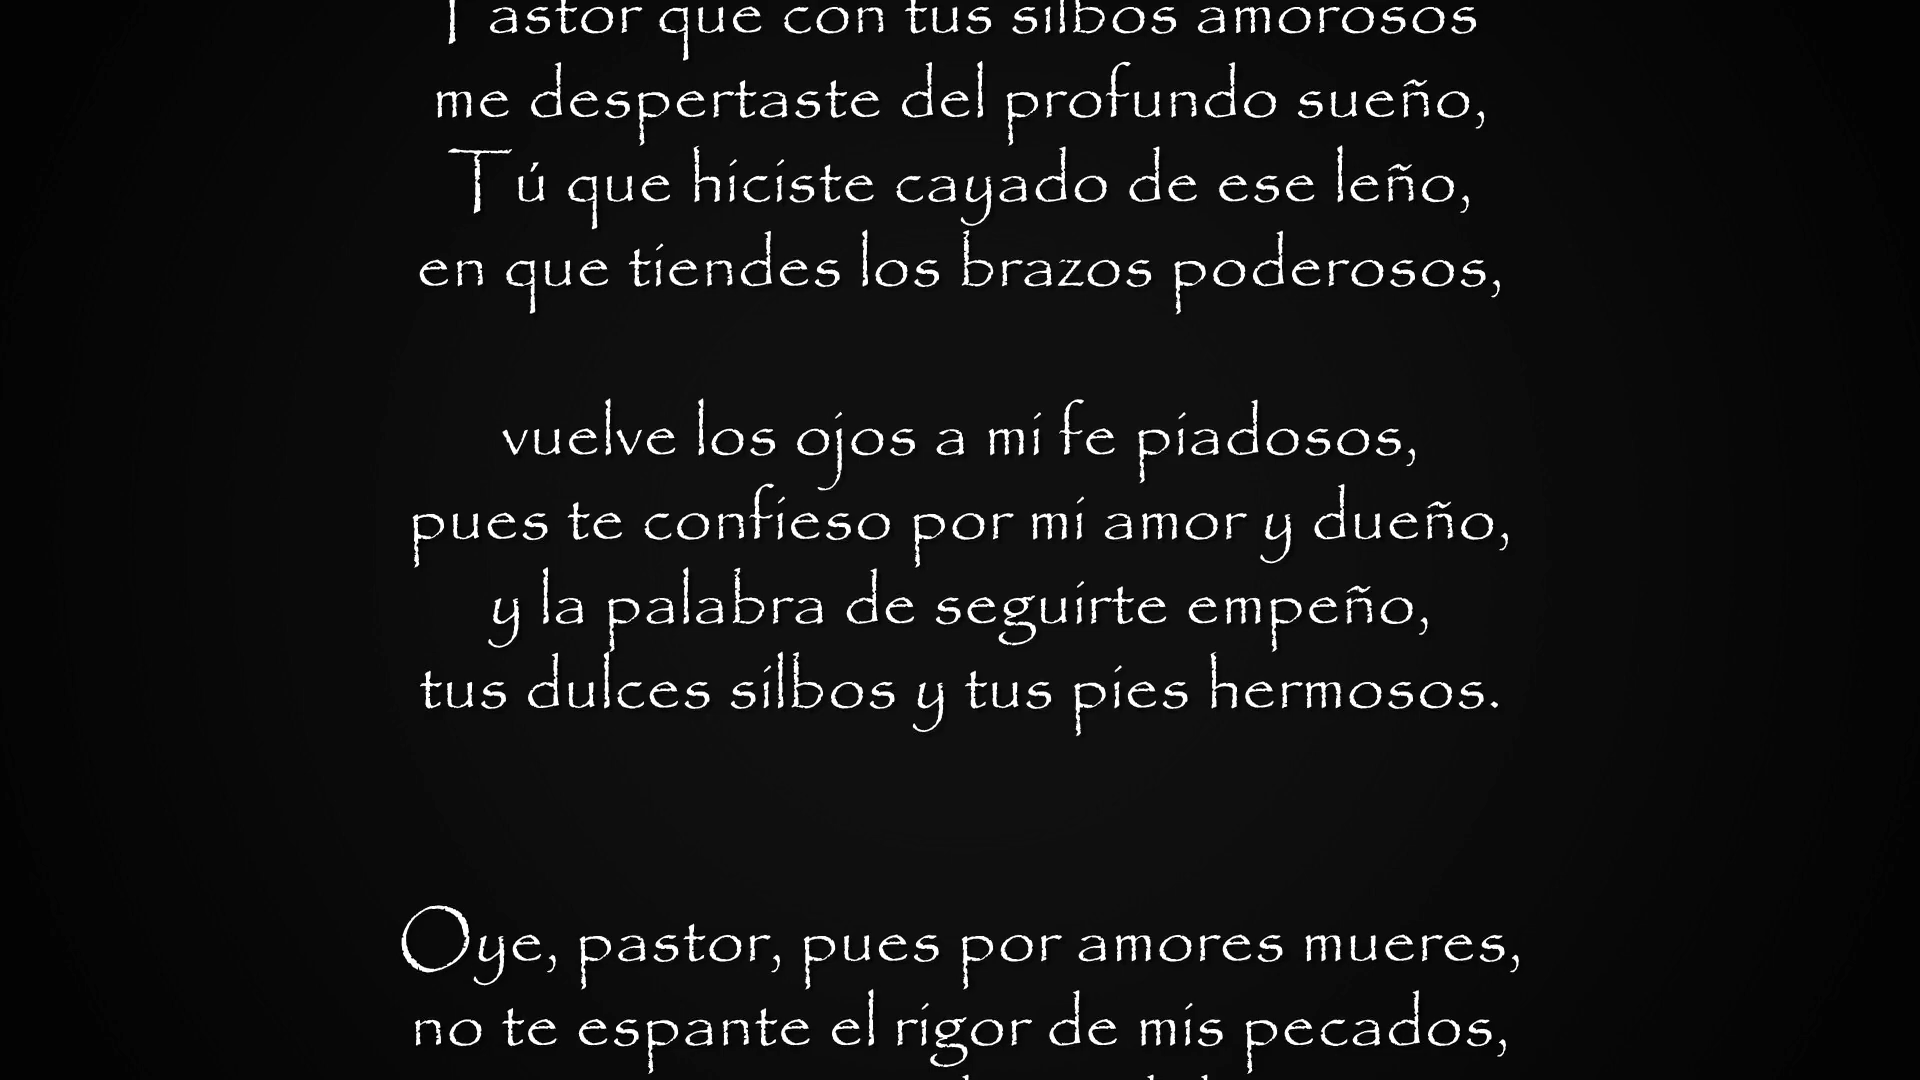 Pastor que con tus silbos amorosos
me despertaste del profundo sueño,
Tú que hiciste cayado de ese leño,
en que tiendes los brazos poderosos,
vuelve los ojos a mi fe piadosos,
pues te confieso por mi amor y dueño,
y la palabra de seguirte empeño,
tus dulces silbos y tus pies hermosos.
Oye, pastor, pues por amores mueres,
no te espante el rigor de mis pecados,